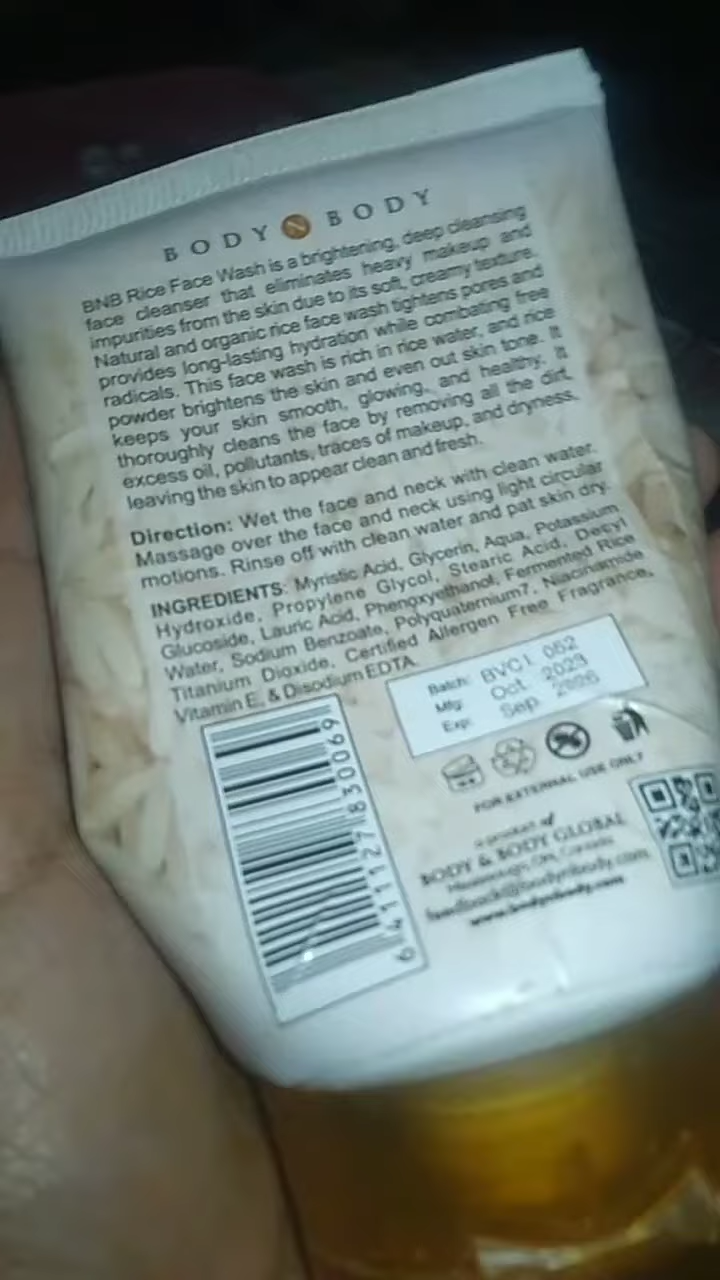 BODY N BODY
BNB Rice Face Wash is a brightening, deep cleansing
face cleanser that eliminates heavy makeup and
impurities from the skin due to its soft, creamy texture.
Natural and organic rice face wash tightens pores and
provides long-lasting hydration while combating free
radicals. This face wash is rich in rice water, and rice
powder brightens the skin and even out skin tone. It
keeps your skin smooth, glowing, and healthy. It
thoroughly cleans the face by removing all the dirt,
excess oil, pollutants, traces of makeup, and dryness,
leaving the skin to appear clean and fresh.
Direction: Wet the face and neck with clean water.
Massage over the face and neck using light circular
motions. Rinse off with clean water and pat skin dry.
INGREDIENTS: Myristic Acid, Glycerin, Aqua, Potassium
Hydroxide, Propylene Glycol, Stearic Acid, Decyl
Glucoside, Lauric Acid, Phenoxyethanol, Fermented Rice
Water, Sodium Benzoate, Polyquaternium7, Niacinamide
Titanium Dioxide, Certified Allergen Free Fragrance,
Vitamin E, & Disodium EDTA.
Batch: BVC1 052
Mfg: Oct 2023
Exp: Sep 2026
FOR EXTERNAL USE ONLY
a product of
BODY & BODY GLOBAL
Canada
www.bodynbody.com
6 41112 783006 9